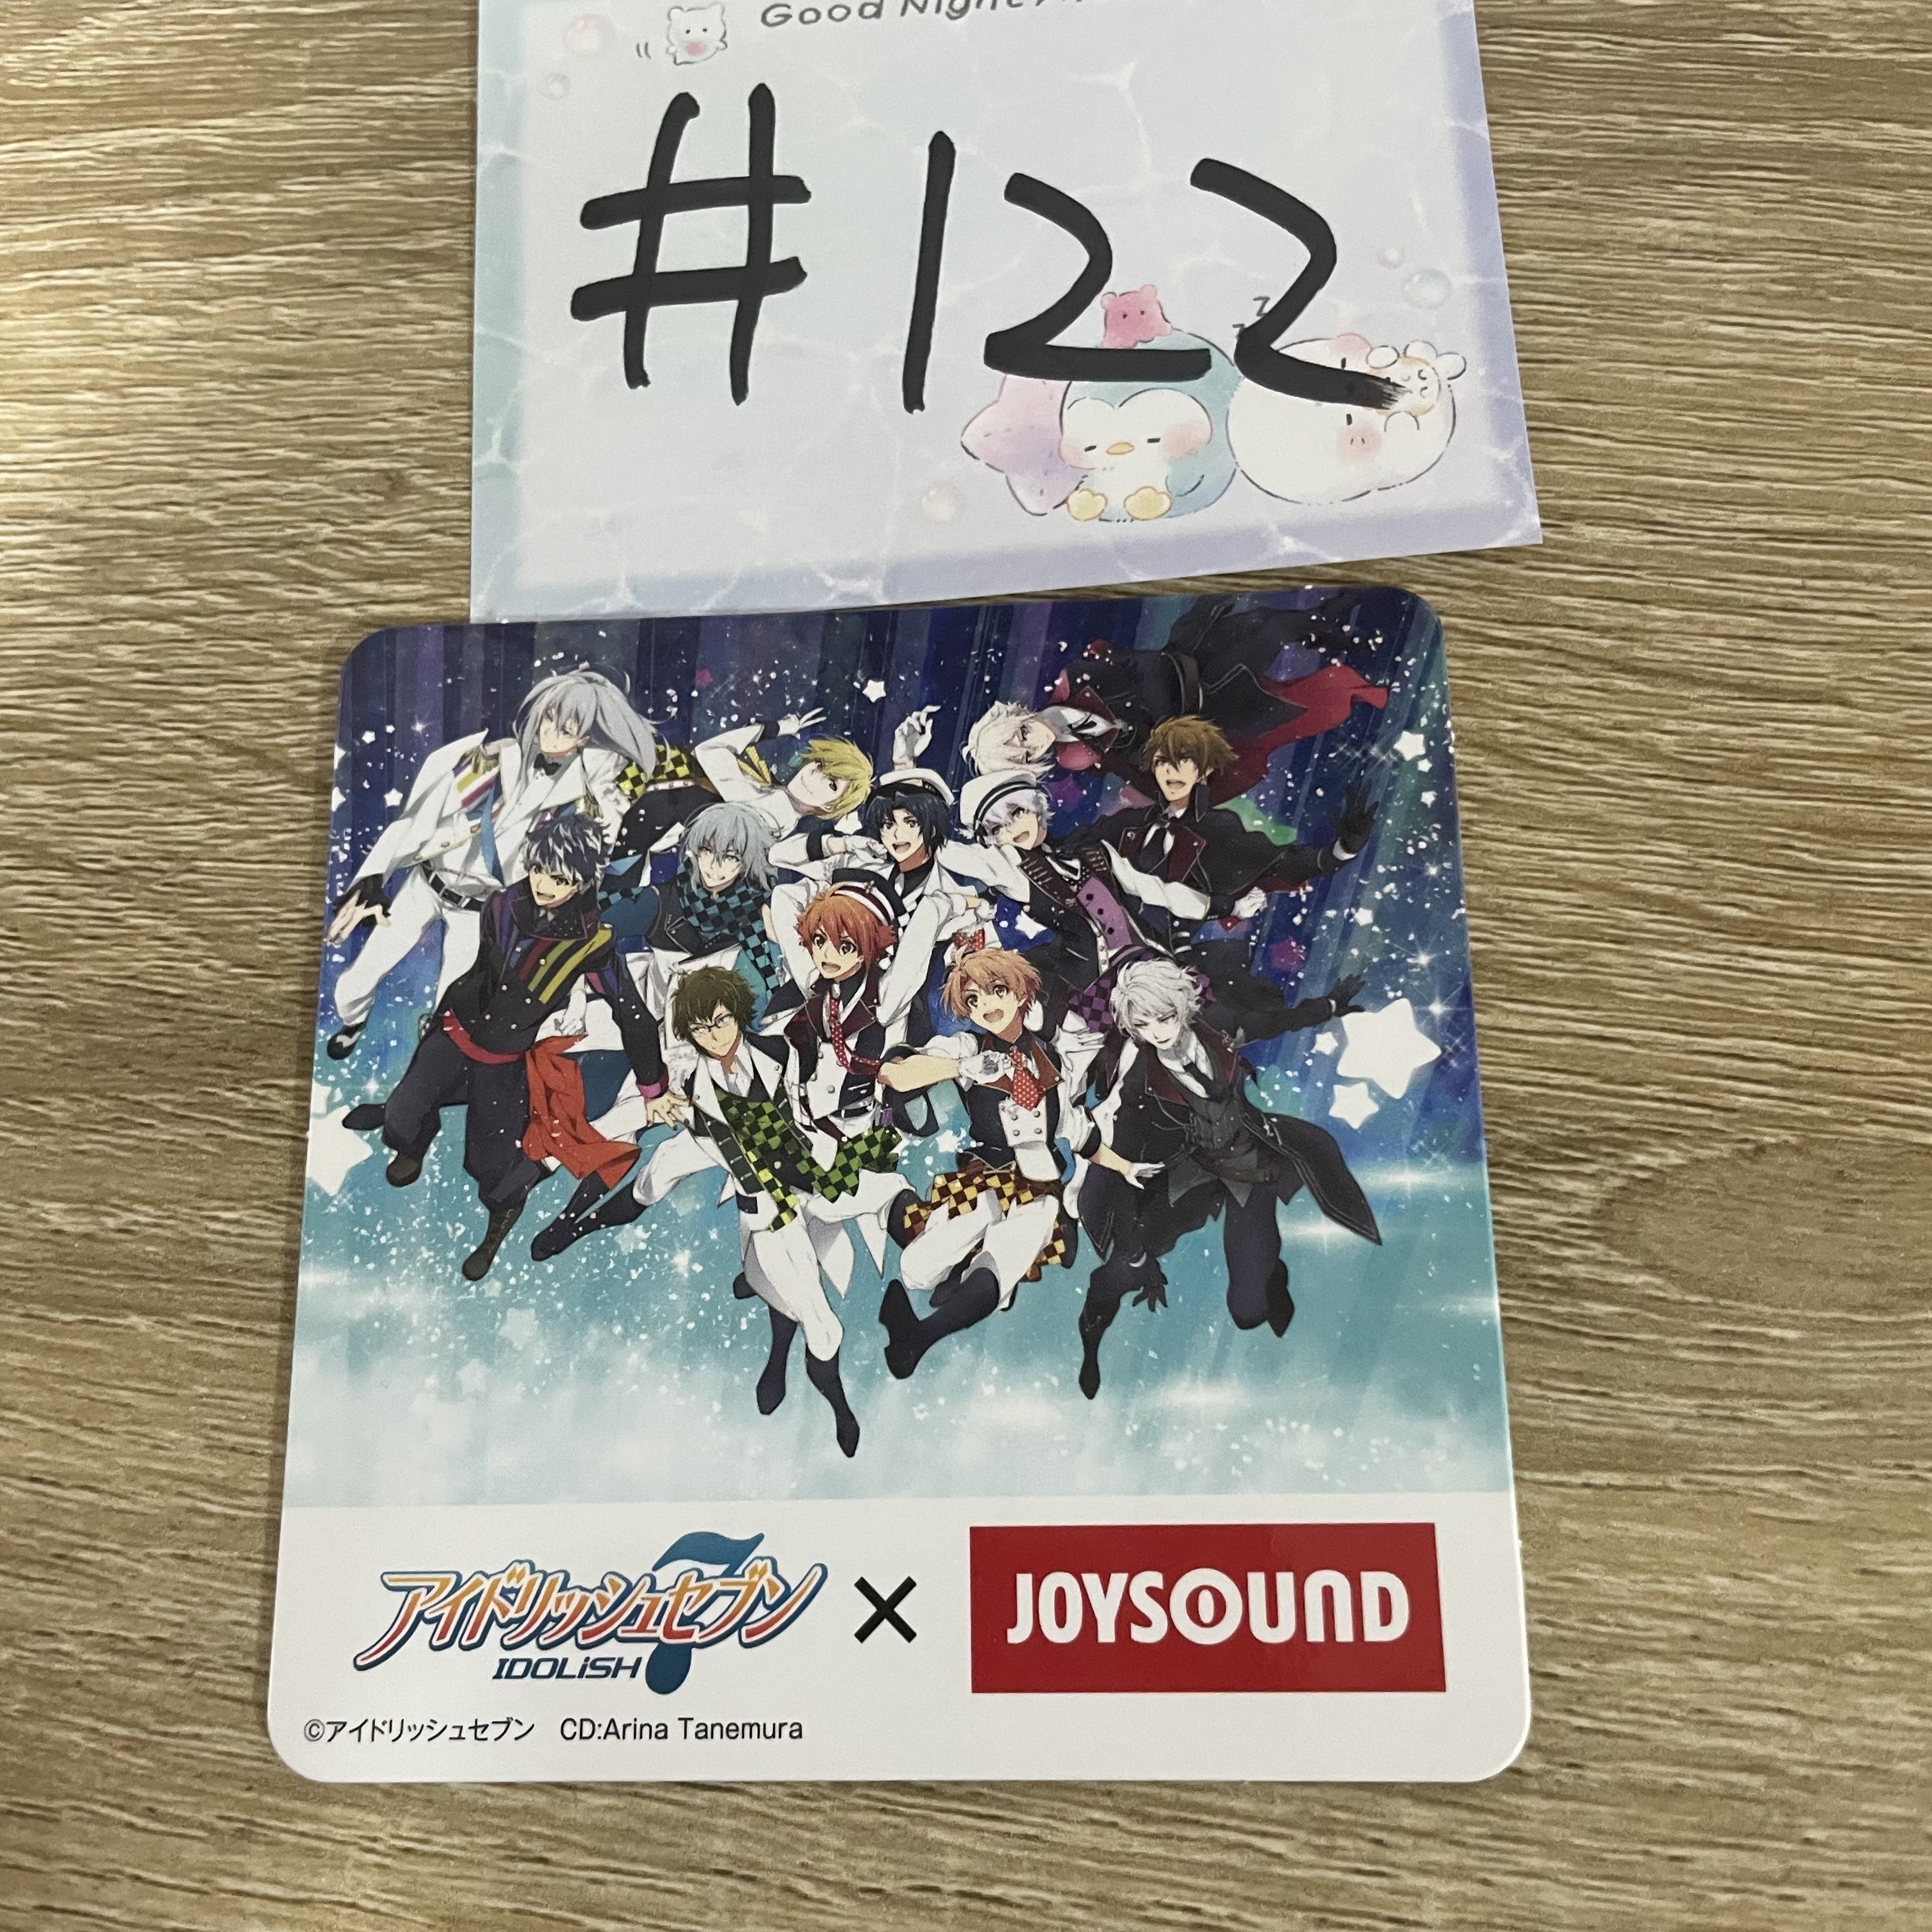 Good Night
#122
アイドリッシュセブン
IDOLiSH7
×
JOYSOUND
©アイドリッシュセブン CD:Arina Tanemura